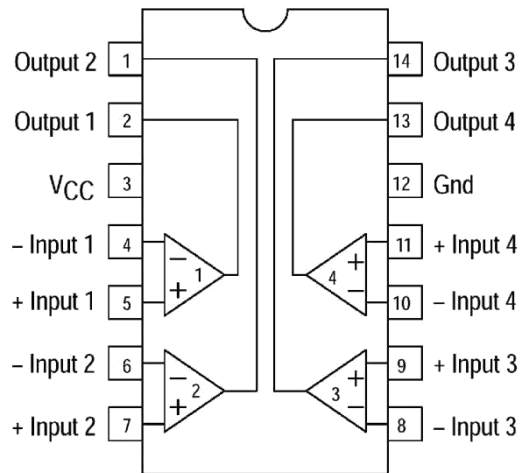 Output 2 1 14 Output 3
Output 1 2 13 Output 4
VCC 3 12 Gnd
– Input 1 4 – 1 + 4 11 + Input 4
+ Input 1 5 + – 10 – Input 4
– Input 2 6 – 2 + 3 9 + Input 3
+ Input 2 7 + – 8 – Input 3